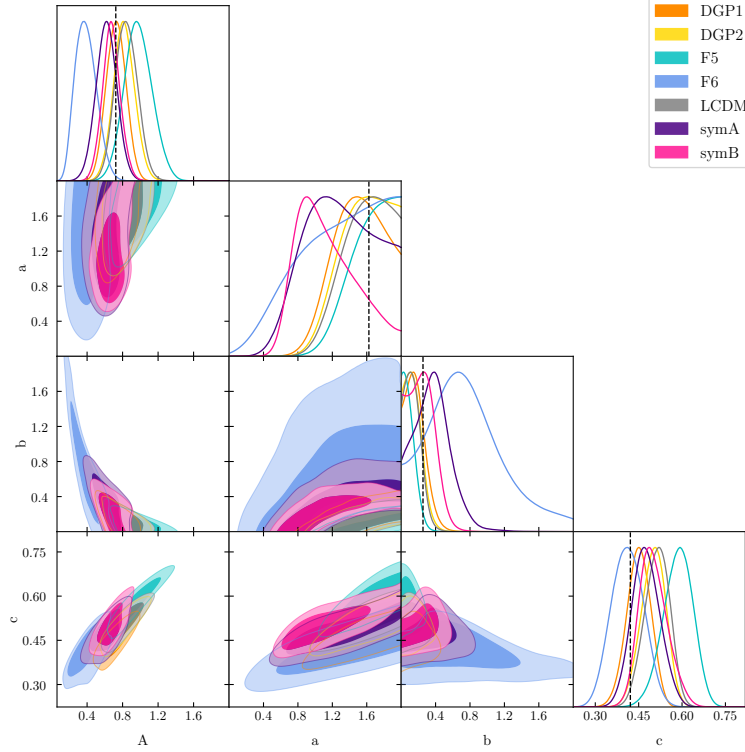 DGP1
DGP2
F5
F6
LCDM
symA
symB
1.6
1.2
0.8
0.4
a
1.6
1.2
0.8
0.4
b
0.75
0.60
0.45
0.30
c
0.4 0.8 1.2 1.6
0.4 0.8 1.2 1.6
0.4 0.8 1.2 1.6
0.30 0.45 0.60 0.75
A a b c